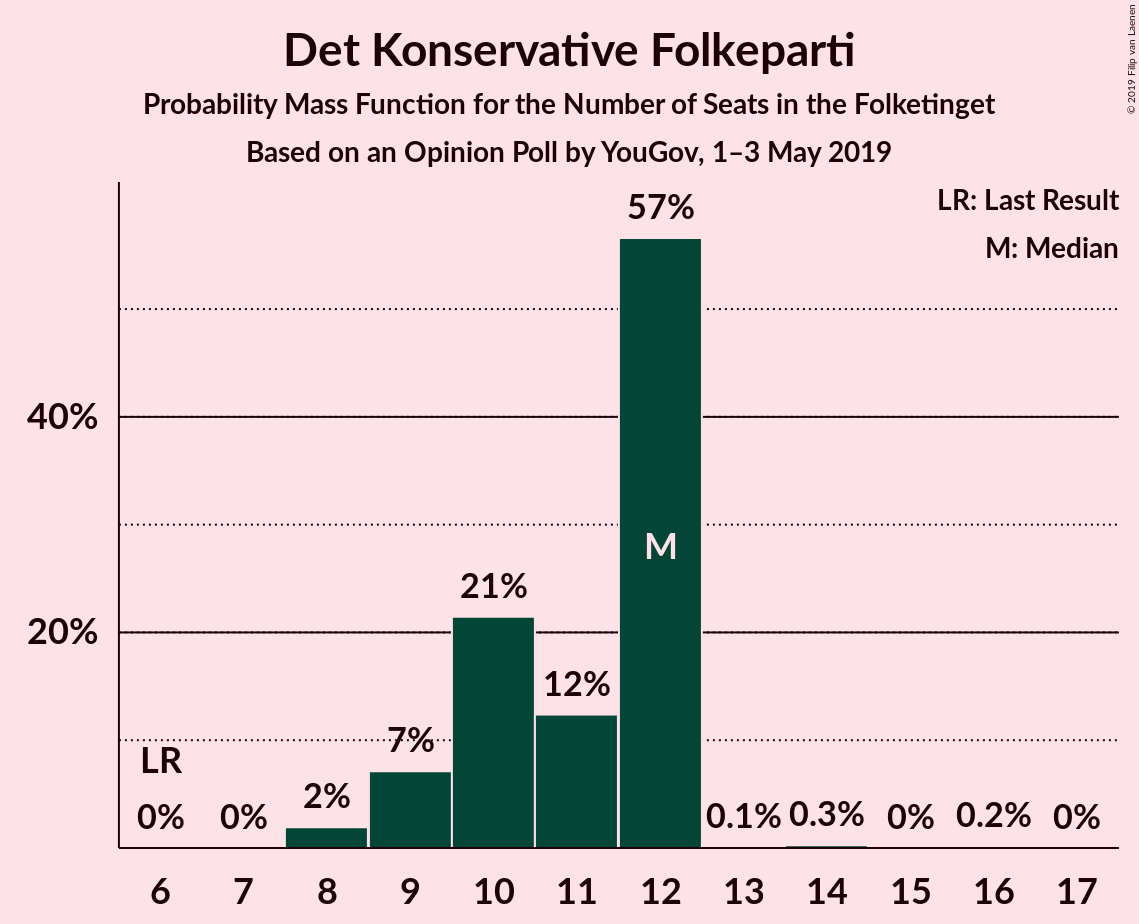 Det Konservative Folkeparti
Probability Mass Function for the Number of Seats in the Folketinget
Based on an Opinion Poll by YouGov, 1–3 May 2019
© 2019 Filip van Laenen
LR: Last Result
M: Median
57%
40%
M
21%
20%
12%
7%
LR
2%
0%
0%
0.1%
0.3%
0%
0.2%
0%
6 7 8 9 10 11 12 13 14 15 16 17